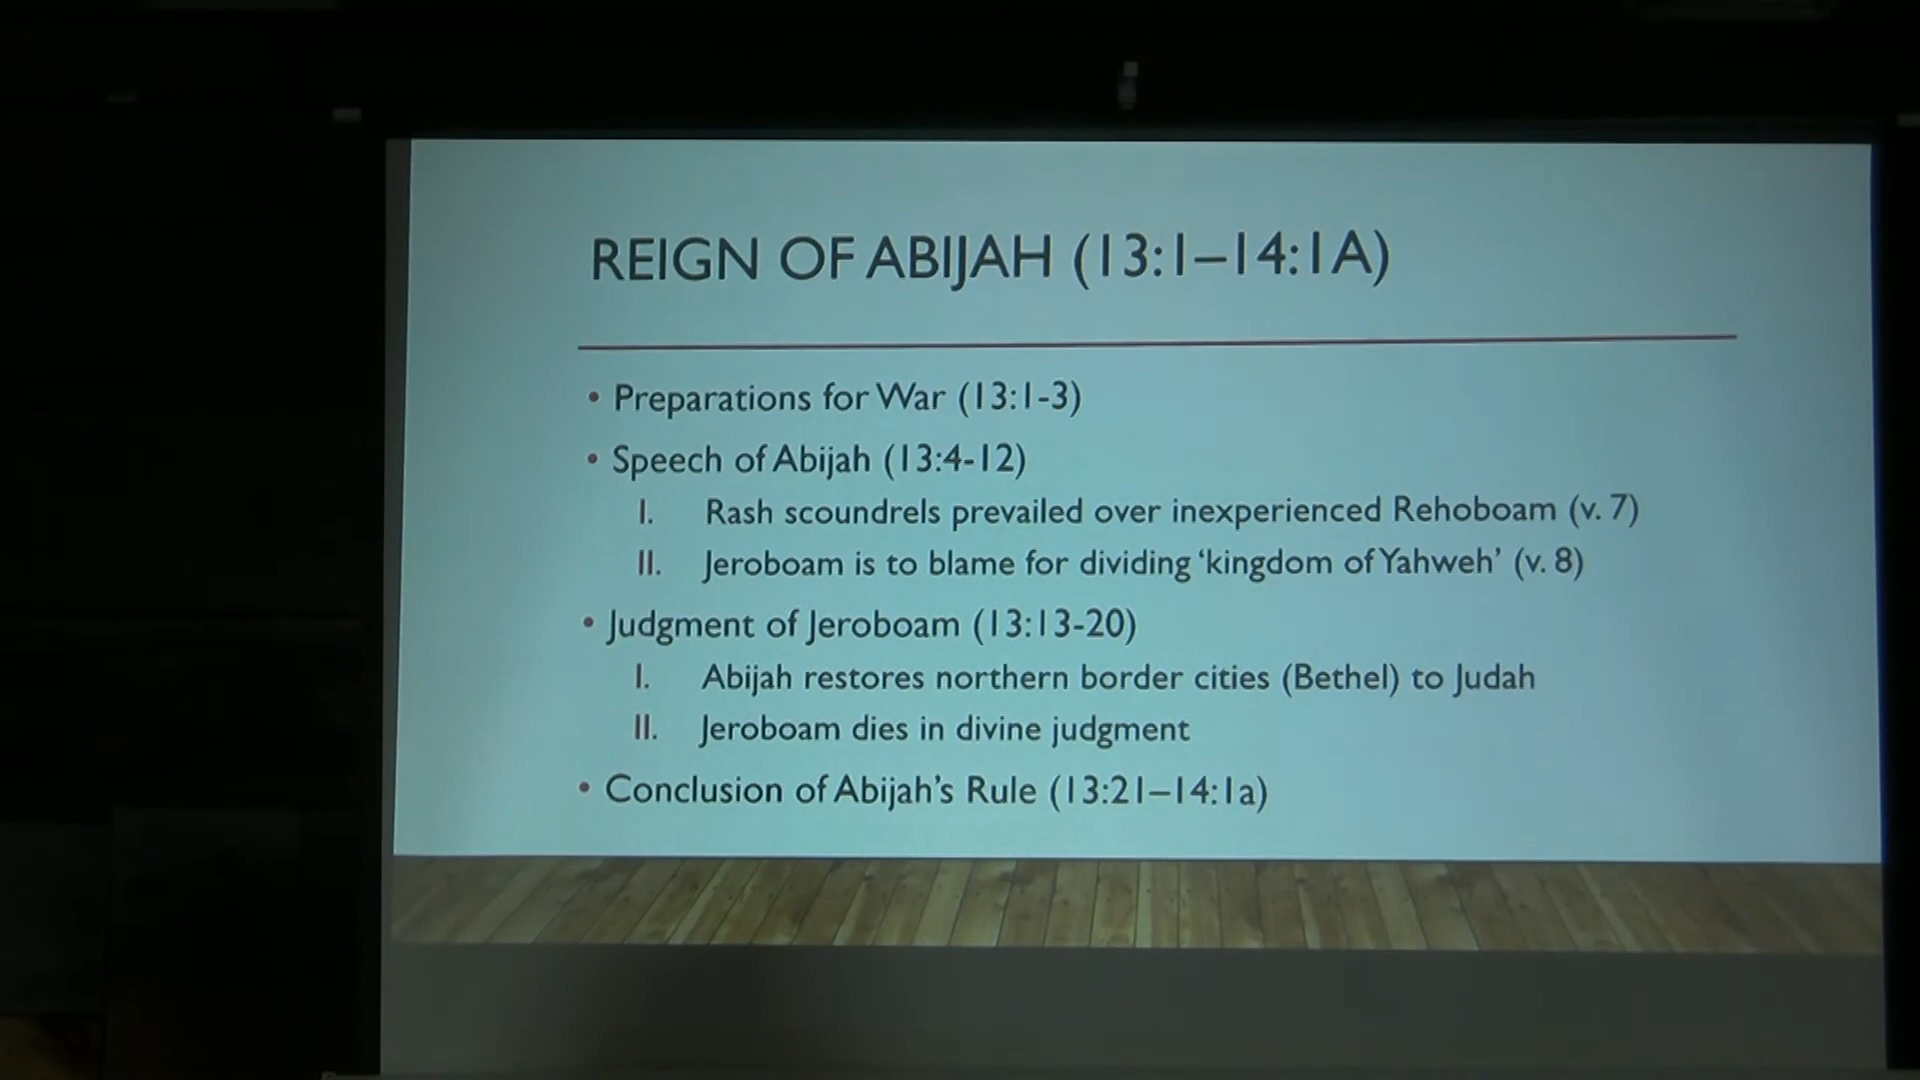 REIGN OF ABIJAH (13:1–14:1A)
• Preparations for War (13:1-3)
• Speech of Abijah (13:4-12)
I. Rash scoundrels prevailed over inexperienced Rehoboam (v. 7)
II. Jeroboam is to blame for dividing ‘kingdom of Yahweh’ (v. 8)
• Judgment of Jeroboam (13:13-20)
I. Abijah restores northern border cities (Bethel) to Judah
II. Jeroboam dies in divine judgment
• Conclusion of Abijah’s Rule (13:21–14:1a)